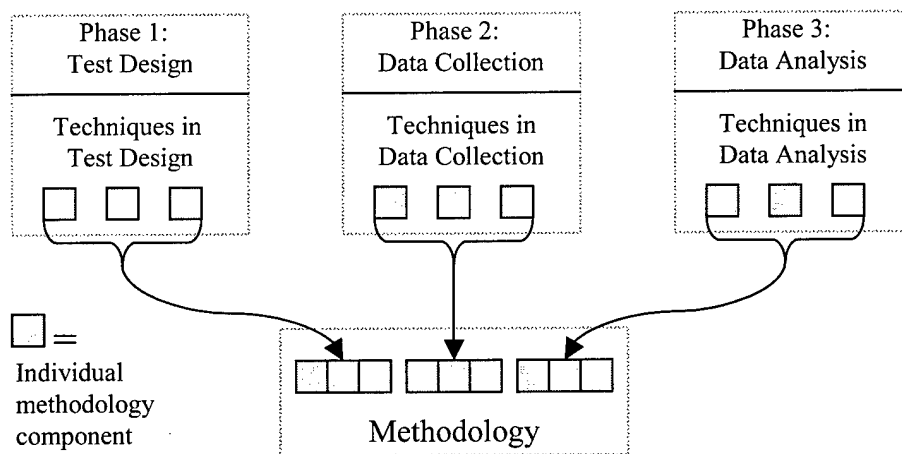 Phase 1:
Test Design
Techniques in
Test Design
Phase 2:
Data Collection
Techniques in
Data Collection
Phase 3:
Data Analysis
Techniques in
Data Analysis
=
Individual
methodology
component
Methodology